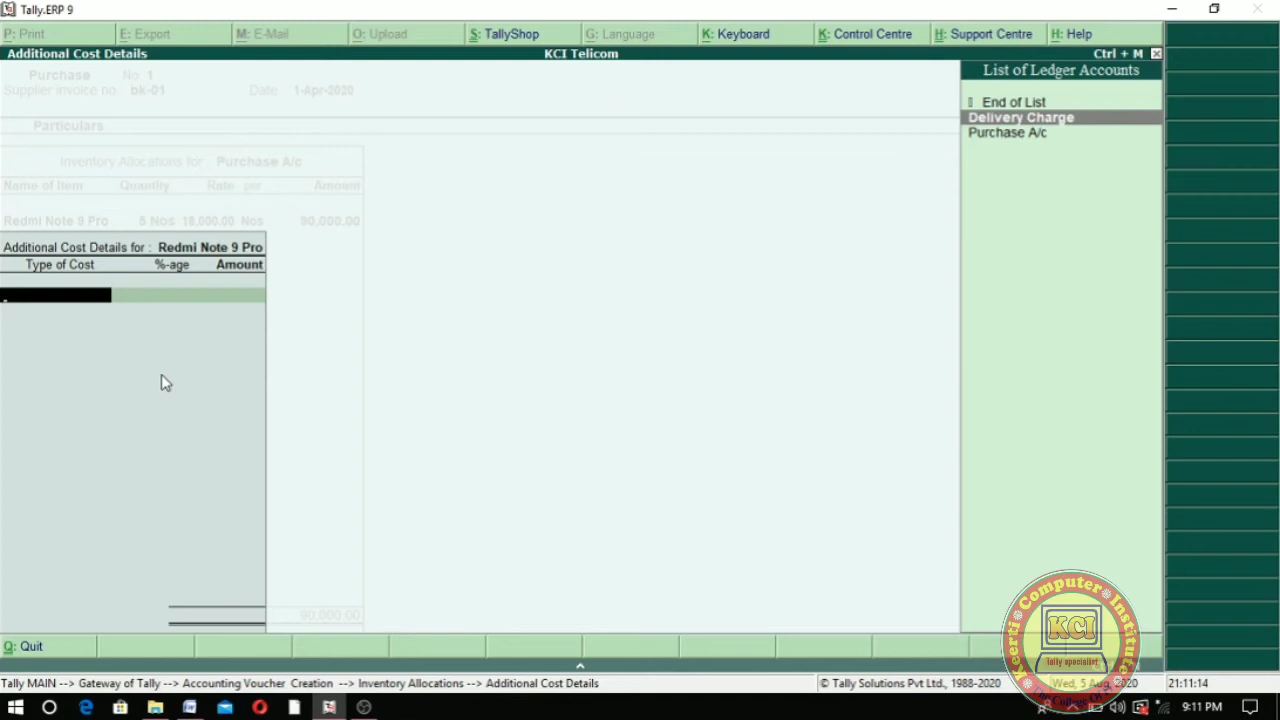 Tally.ERP 9
P: Print E: Export M: E-Mail O: Upload S: TallyShop G: Language K: Keyboard K: Control Centre H: Support Centre H: Help
Additional Cost Details KCI Telicom Ctrl + M
Purchase No. 1
Supplier invoice no. bk-01 Date 1-Apr-2020
Particulars
Inventory Allocations for Purchase A/c
Name of Item Quantity Rate per Amount
Redmi Note 9 Pro 5 Nos 18,000.00 Nos 90,000.00
Additional Cost Details for : Redmi Note 9 Pro
Type of Cost %-age Amount
90,000.00
List of Ledger Accounts
End of List
Delivery Charge
Purchase A/c
Q: Quit
Tally MAIN --> Gateway of Tally --> Accounting Voucher Creation --> Inventory Allocations --> Additional Cost Details © Tally Solutions Pvt Ltd., 1988-2020 Wed, 5 Aug, 2020 21:11:14
Keerti Computer Institute
KCI
Tally specialist
9:11 PM